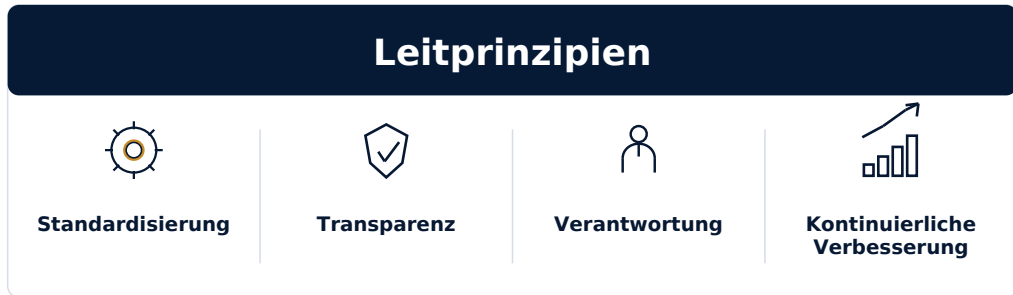 Leitprinzipien
Standardisierung
Transparenz
Verantwortung
Kontinuierliche
Verbesserung